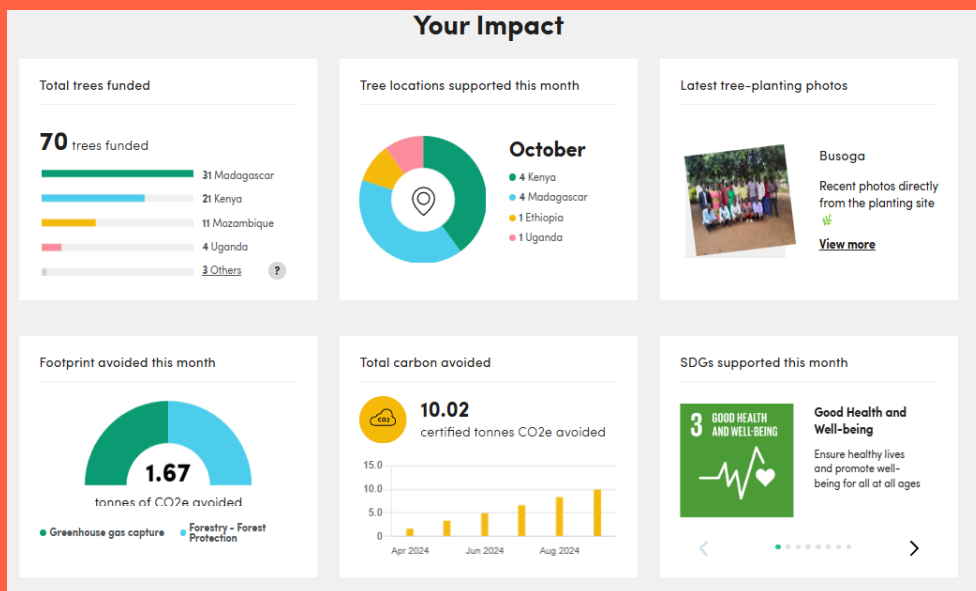 Your Impact
Total trees funded
70 trees funded
31 Madagascar
21 Kenya
11 Mozambique
4 Uganda
3 Others
?
Tree locations supported this month
October
4 Kenya
4 Madagascar
1 Ethiopia
1 Uganda
Latest tree-planting photos
Busoga
Recent photos directly
from the planting site
View more
Footprint avoided this month
1.67
tonnes of CO2e avoided
Greenhouse gas capture
Forestry - Forest
Protection
Total carbon avoided
CO2
10.02
certified tonnes CO2e avoided
15.0
10.0
5.0
0
Apr 2024 Jun 2024 Aug 2024
SDGs supported this month
3 GOOD HEALTH
AND WELL-BEING
Good Health and
Well-being
Ensure healthy lives
and promote well-
being for all at all ages